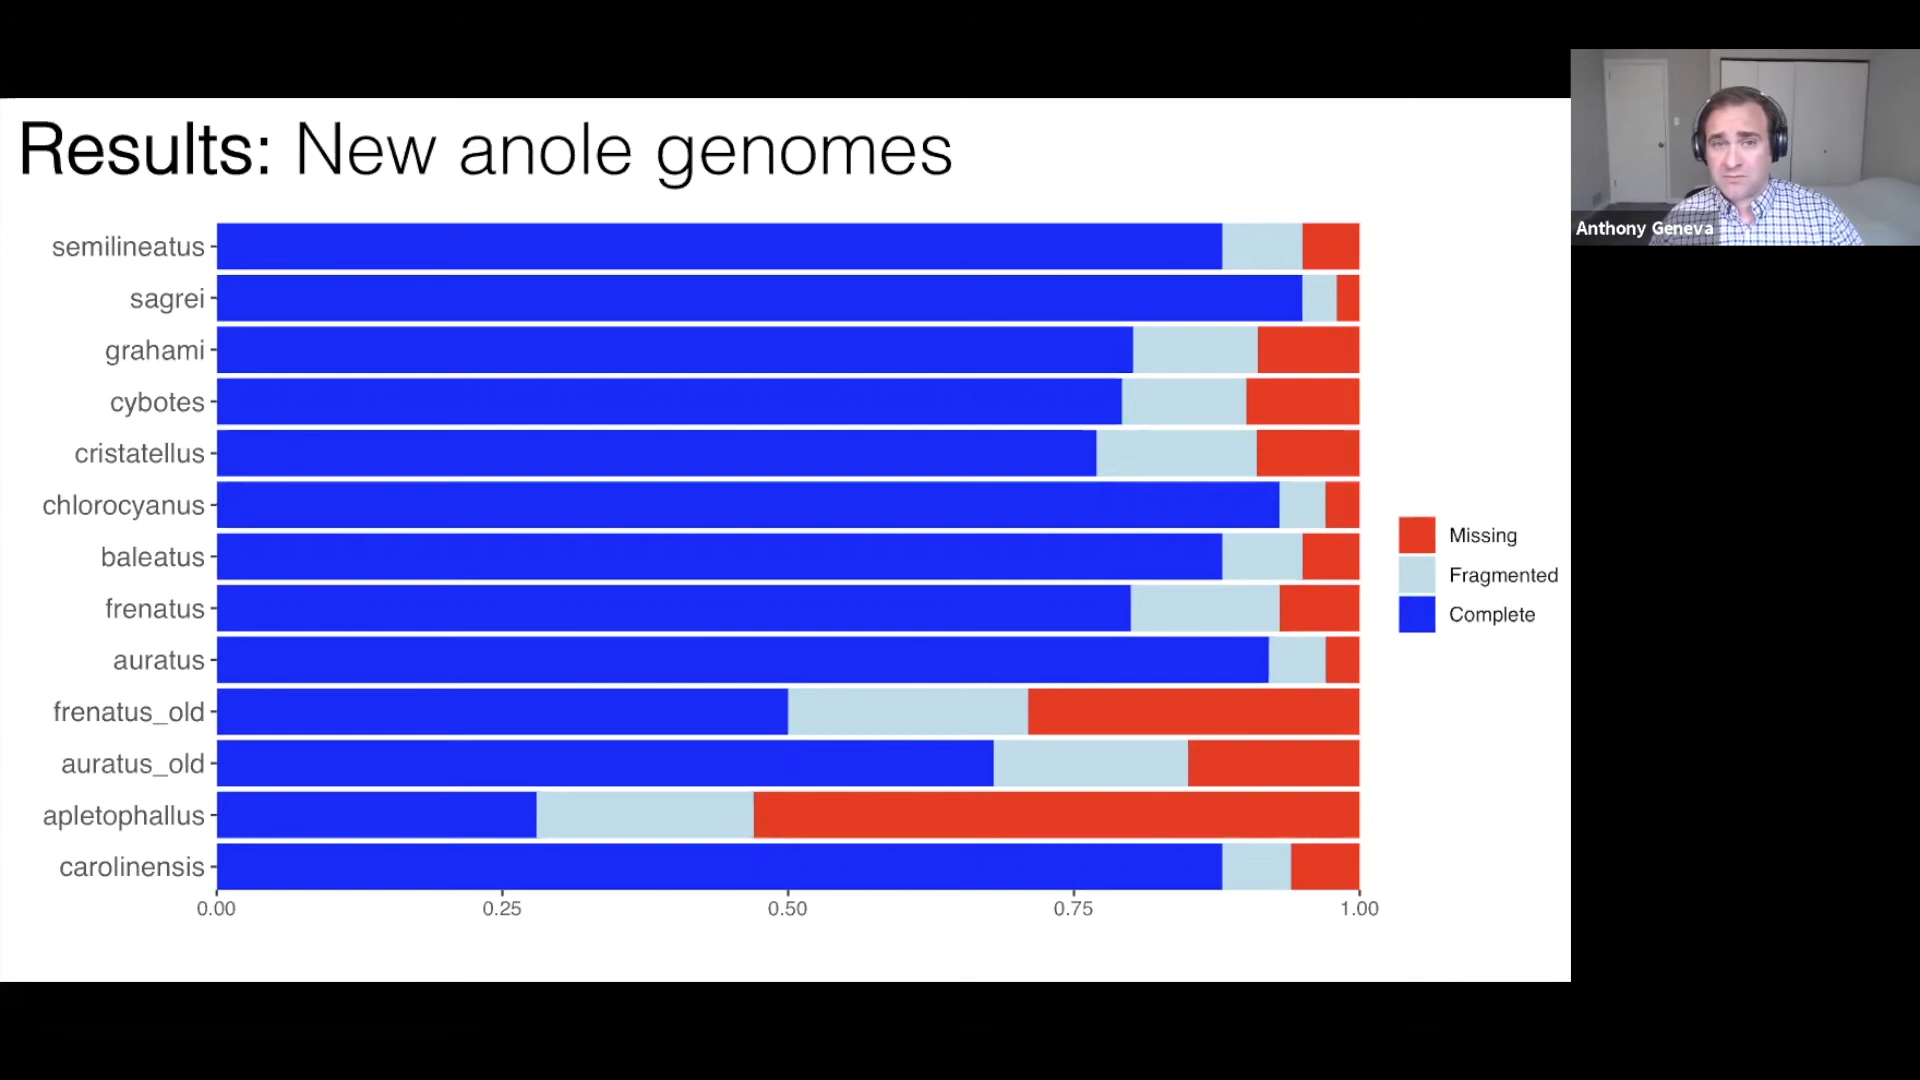 Results: New anole genomes
Anthony Geneva
semilineatus
sagrei
grahami
cybotes
cristatellus
chlorocyanus
baleatus
frenatus
auratus
frenatus_old
auratus_old
apletophallus
carolinensis
0.00 0.25 0.50 0.75 1.00
Missing
Fragmented
Complete